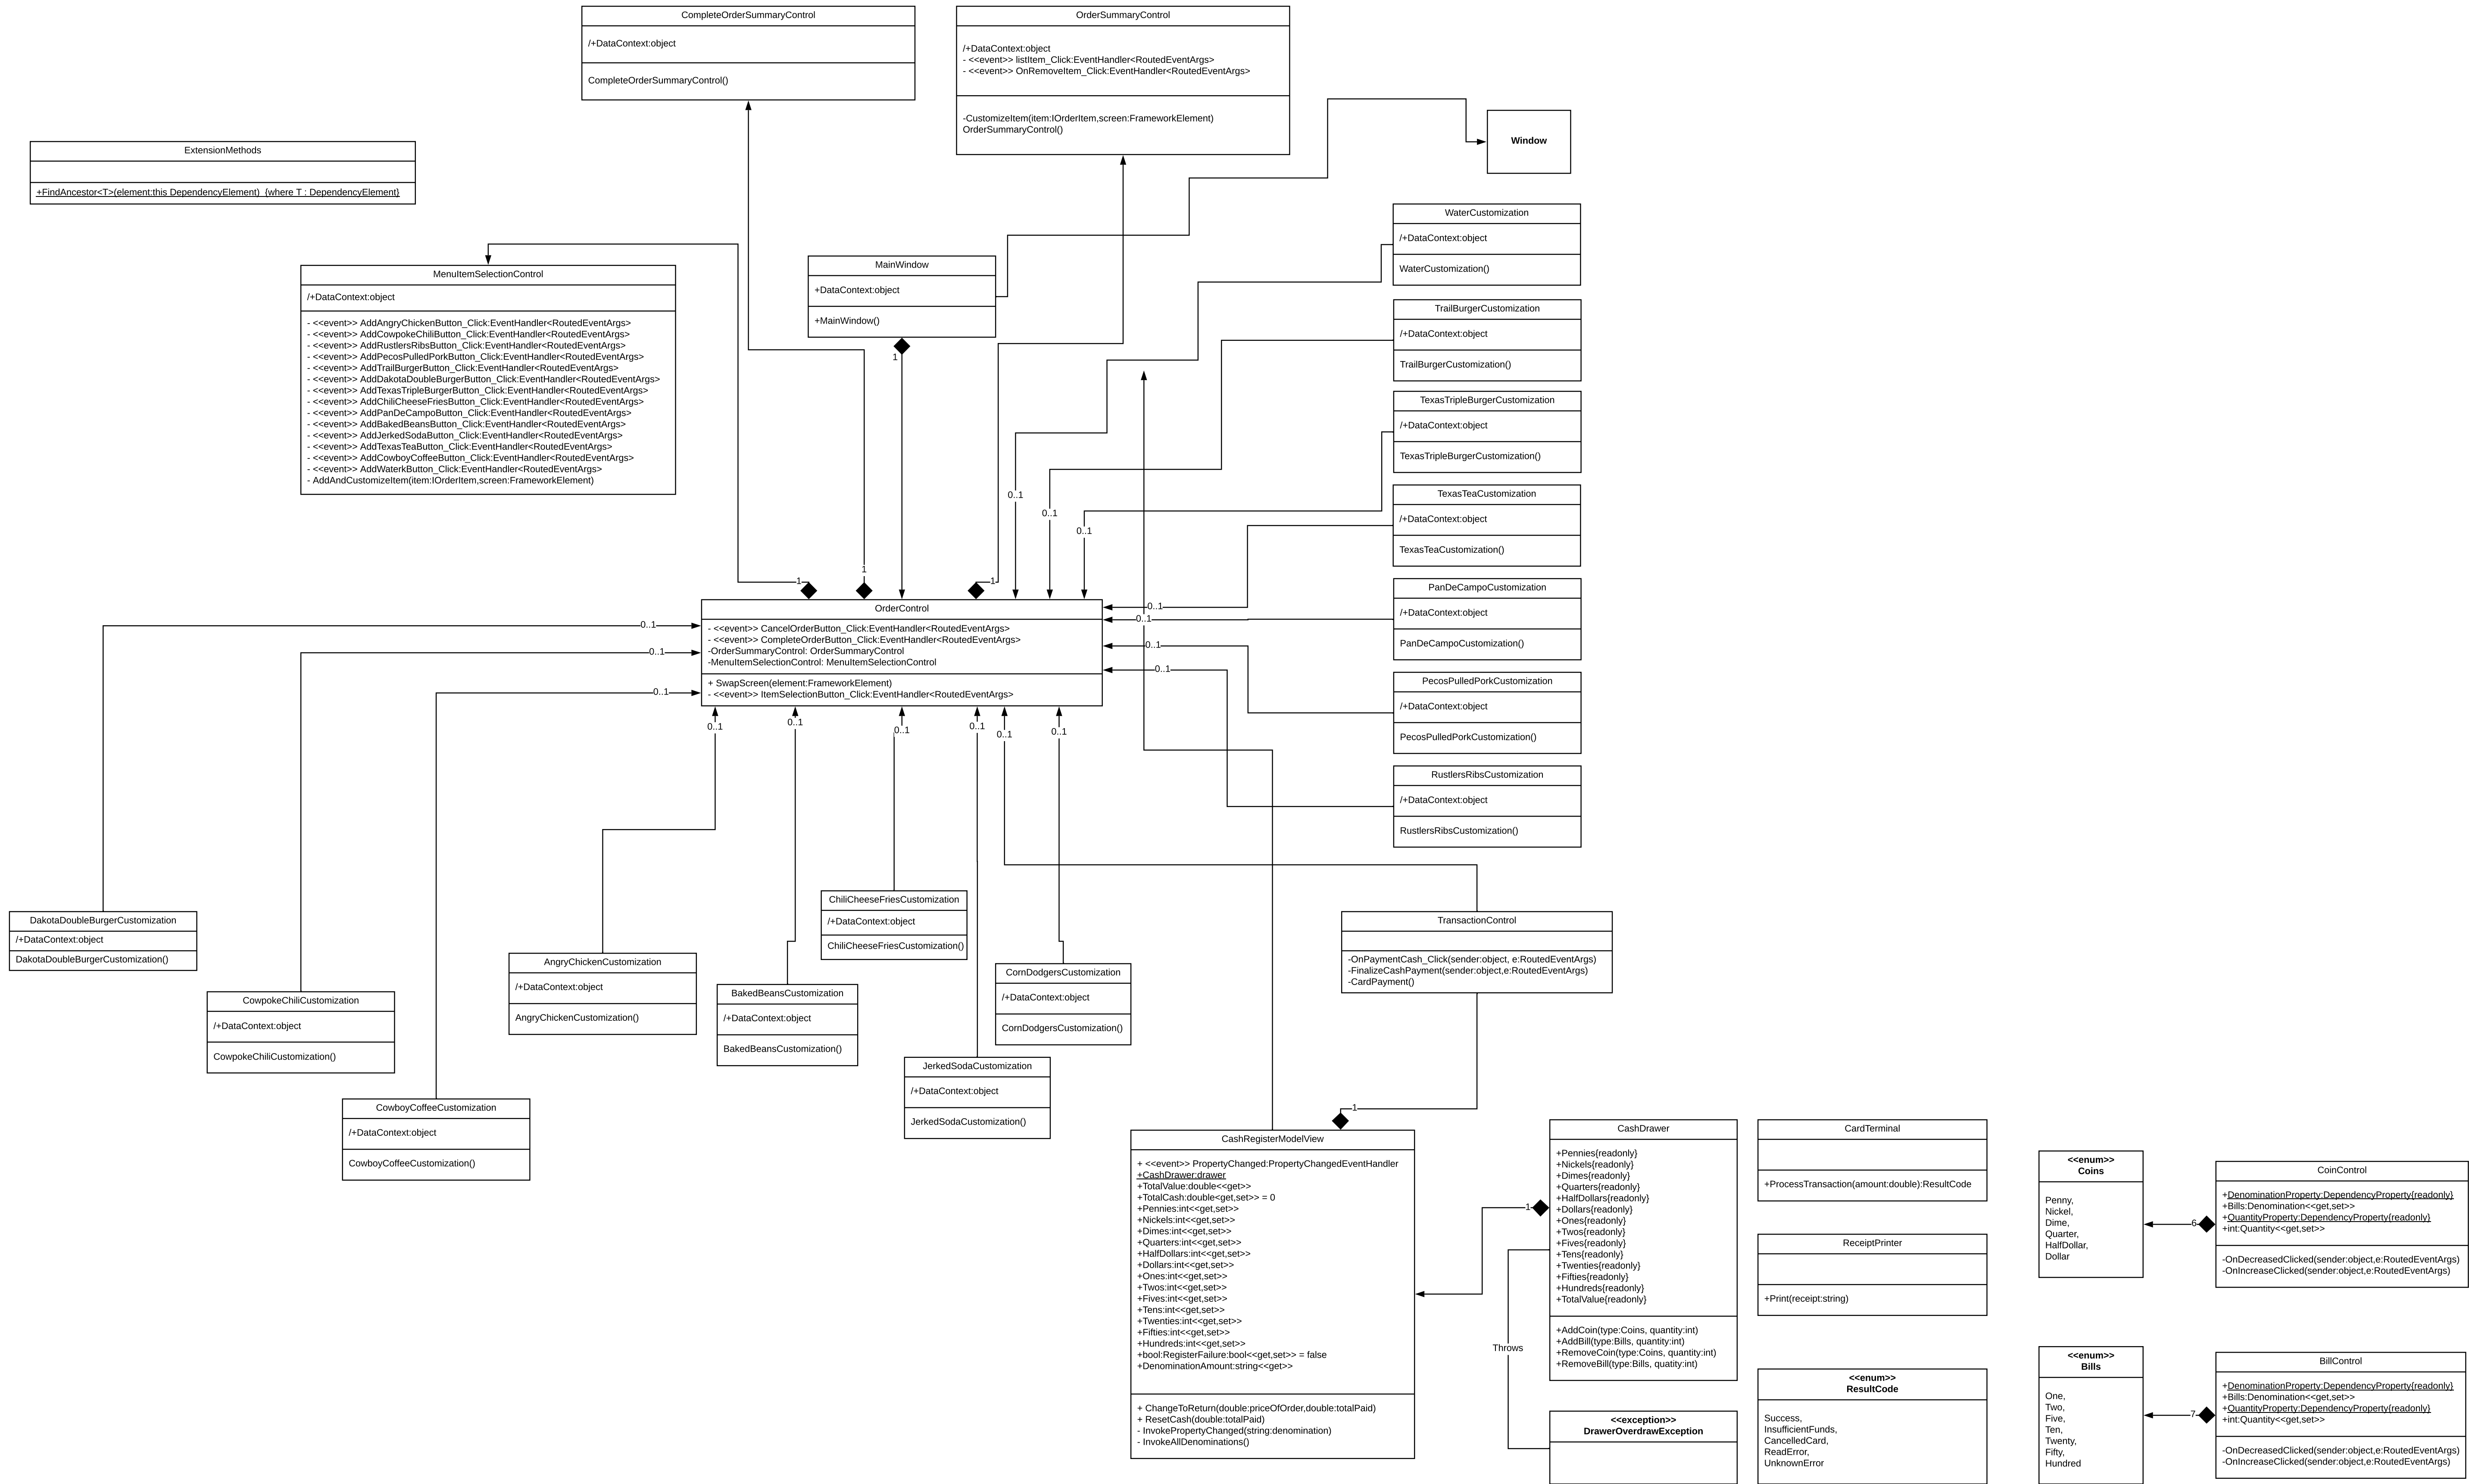 CompleteOrderSummaryControl
/+DataContext:object
CompleteOrderSummaryControl()
OrderSummaryControl
/+DataContext:object
- <<event>> listItem_Click:EventHandler<RoutedEventArgs>
- <<event>> OnRemoveItem_Click:EventHandler<RoutedEventArgs>
-CustomizeItem(item:IOrderItem,screen:FrameworkElement)
OrderSummaryControl()
Window
ExtensionMethods
+FindAncestor<T>(element:this DependencyElement)  {where T : DependencyElement}
MenuItemSelectionControl
/+DataContext:object
- <<event>> AddAngryChickenButton_Click:EventHandler<RoutedEventArgs>
- <<event>> AddCowpokeChiliButton_Click:EventHandler<RoutedEventArgs>
- <<event>> AddRustlersRibsButton_Click:EventHandler<RoutedEventArgs>
- <<event>> AddPecosPulledPorkButton_Click:EventHandler<RoutedEventArgs>
- <<event>> AddTrailBurgerButton_Click:EventHandler<RoutedEventArgs>
- <<event>> AddDakotaDoubleBurgerButton_Click:EventHandler<RoutedEventArgs>
- <<event>> AddTexasTripleBurgerButton_Click:EventHandler<RoutedEventArgs>
- <<event>> AddChiliCheeseFriesButton_Click:EventHandler<RoutedEventArgs>
- <<event>> AddPanDeCampoButton_Click:EventHandler<RoutedEventArgs>
- <<event>> AddBakedBeansButton_Click:EventHandler<RoutedEventArgs>
- <<event>> AddJerkedSodaButton_Click:EventHandler<RoutedEventArgs>
- <<event>> AddTexasTeaButton_Click:EventHandler<RoutedEventArgs>
- <<event>> AddCowboyCoffeeButton_Click:EventHandler<RoutedEventArgs>
- <<event>> AddWaterkButton_Click:EventHandler<RoutedEventArgs>
- AddAndCustomizeItem(item:IOrderItem,screen:FrameworkElement)
MainWindow
+DataContext:object
+MainWindow()
1
WaterCustomization
/+DataContext:object
WaterCustomization()
TrailBurgerCustomization
/+DataContext:object
TrailBurgerCustomization()
TexasTripleBurgerCustomization
/+DataContext:object
TexasTripleBurgerCustomization()
TexasTeaCustomization
/+DataContext:object
TexasTeaCustomization()
PanDeCampoCustomization
/+DataContext:object
PanDeCampoCustomization()
PecosPulledPorkCustomization
/+DataContext:object
PecosPulledPorkCustomization()
RustlersRibsCustomization
/+DataContext:object
RustlersRibsCustomization()
0..1
0..1
0..1
1
1
1
OrderControl
- <<event>> CancelOrderButton_Click:EventHandler<RoutedEventArgs>
- <<event>> CompleteOrderButton_Click:EventHandler<RoutedEventArgs>
-OrderSummaryControl: OrderSummaryControl
-MenuItemSelectionControl: MenuItemSelectionControl
+ SwapScreen(element:FrameworkElement)
- <<event>> ItemSelectionButton_Click:EventHandler<RoutedEventArgs>
0..1
0..1
0..1
0..1
0..1
0..1
0..1
0..1
0..1
0..1
0..1
0..1
0..1
DakotaDoubleBurgerCustomization
/+DataContext:object
DakotaDoubleBurgerCustomization()
CowpokeChiliCustomization
/+DataContext:object
CowpokeChiliCustomization()
CowboyCoffeeCustomization
/+DataContext:object
CowboyCoffeeCustomization()
AngryChickenCustomization
/+DataContext:object
AngryChickenCustomization()
BakedBeansCustomization
/+DataContext:object
BakedBeansCustomization()
ChiliCheeseFriesCustomization
/+DataContext:object
ChiliCheeseFriesCustomization()
JerkedSodaCustomization
/+DataContext:object
JerkedSodaCustomization()
CornDodgersCustomization
/+DataContext:object
CornDodgersCustomization()
TransactionControl
-OnPaymentCash_Click(sender:object, e:RoutedEventArgs)
-FinalizeCashPayment(sender:object,e:RoutedEventArgs)
-CardPayment()
1
CashRegisterModelView
+ <<event>> PropertyChanged:PropertyChangedEventHandler
+CashDrawer:drawer
+TotalValue:double<<get>>
+TotalCash:double<get,set>> = 0
+Pennies:int<<get,set>>
+Nickels:int<<get,set>>
+Dimes:int<<get,set>>
+Quarters:int<<get,set>>
+HalfDollars:int<<get,set>>
+Dollars:int<<get,set>>
+Ones:int<<get,set>>
+Twos:int<<get,set>>
+Fives:int<<get,set>>
+Tens:int<<get,set>>
+Twenties:int<<get,set>>
+Fifties:int<<get,set>>
+Hundreds:int<<get,set>>
+bool:RegisterFailure:bool<<get,set>> = false
+DenominationAmount:string<<get>>
+ ChangeToReturn(double:priceOfOrder,double:totalPaid)
+ ResetCash(double:totalPaid)
- InvokePropertyChanged(string:denomination)
- InvokeAllDenominations()
1
Throws
CashDrawer
+Pennies{readonly}
+Nickels{readonly}
+Dimes{readonly}
+Quarters{readonly}
+HalfDollars{readonly}
+Dollars{readonly}
+Ones{readonly}
+Twos{readonly}
+Fives{readonly}
+Tens{readonly}
+Twenties{readonly}
+Fifties{readonly}
+Hundreds{readonly}
+TotalValue{readonly}
+AddCoin(type:Coins, quantity:int)
+AddBill(type:Bills, quantity:int)
+RemoveCoin(type:Coins, quantity:int)
+RemoveBill(type:Bills, quatity:int)
<<exception>>
DrawerOverdrawException
CardTerminal
+ProcessTransaction(amount:double):ResultCode
ReceiptPrinter
+Print(receipt:string)
<<enum>>
ResultCode
Success,
InsufficientFunds,
CancelledCard,
ReadError,
UnknownError
<<enum>>
Coins
Penny,
Nickel,
Dime,
Quarter,
HalfDollar,
Dollar
6
CoinControl
+DenominationProperty:DependencyProperty{readonly}
+Bills:Denomination<<get,set>>
+QuantityProperty:DependencyProperty{readonly}
+int:Quantity<<get,set>>
-OnDecreasedClicked(sender:object,e:RoutedEventArgs)
-OnIncreaseClicked(sender:object,e:RoutedEventArgs)
<<enum>>
Bills
One,
Two,
Five,
Ten,
Twenty,
Fifty,
Hundred
7
BillControl
+DenominationProperty:DependencyProperty{readonly}
+Bills:Denomination<<get,set>>
+QuantityProperty:DependencyProperty{readonly}
+int:Quantity<<get,set>>
-OnDecreasedClicked(sender:object,e:RoutedEventArgs)
-OnIncreaseClicked(sender:object,e:RoutedEventArgs)